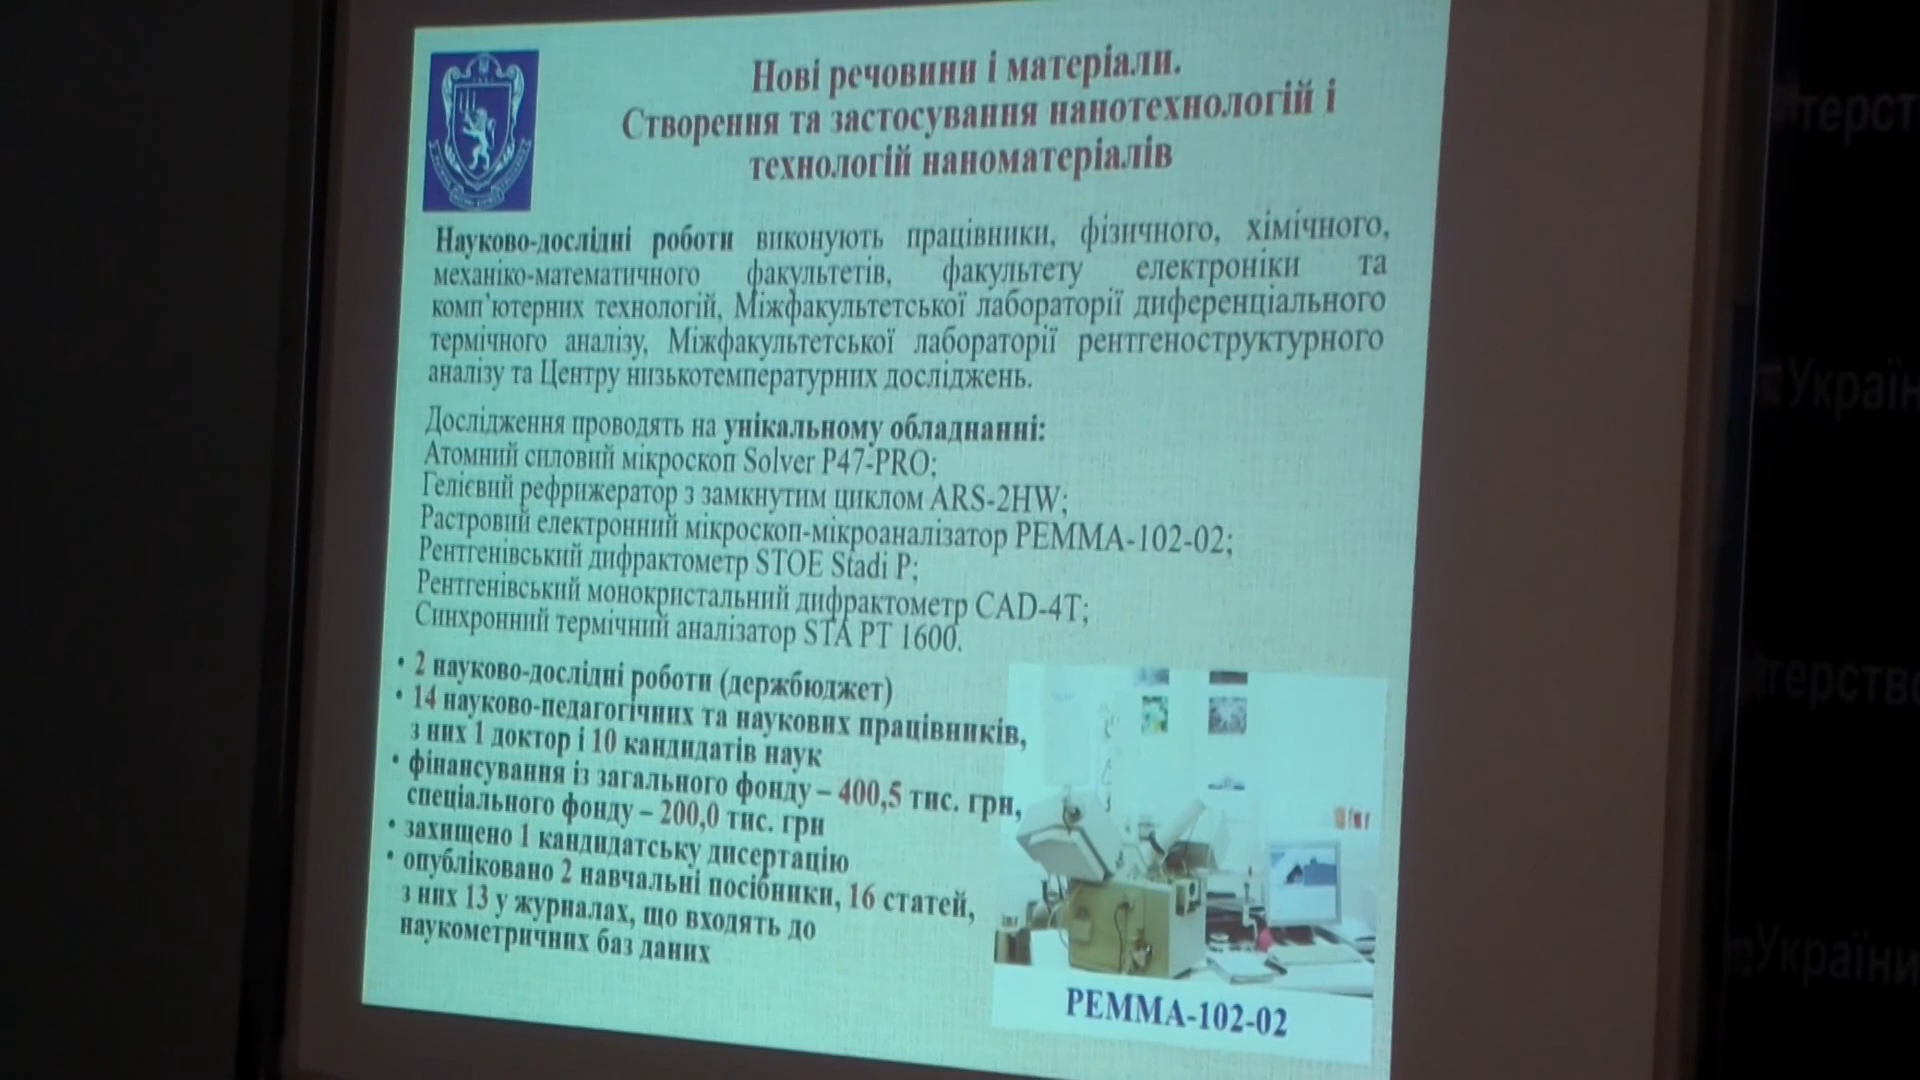 Нові речовини і матеріали.
Створення та застосування нанотехнологій і
технологій наноматеріалів
Науково-дослідні роботи виконують працівники, фізичного, хімічного,
механіко-математичного факультетів, факультету електроніки та
комп'ютерних технологій, Міжфакультетської лабораторії диференціального
термічного аналізу, Міжфакультетської лабораторії рентгеноструктурного
аналізу та Центру низькотемпературних досліджень.
Дослідження проводять на унікальному обладнанні:
Атомний силовий мікроскоп Solver P47-PRO;
Гелієвий рефрижератор з замкнутим циклом ARS-2HW;
Растровий електронний мікроскоп-мікроаналізатор РЕММА-102-02;
Рентгенівський дифрактометр STOE Stadi P;
Рентгенівський монокристальний дифрактометр CAD-4T;
Синхронний термічний аналізатор STA PT 1600.
• 2 науково-дослідні роботи (держбюджет)
• 14 науково-педагогічних та наукових працівників,
з них 1 доктор і 10 кандидатів наук
• фінансування із загального фонду – 400,5 тис. грн,
спеціального фонду – 200,0 тис. грн
• захищено 1 кандидатську дисертацію
• опубліковано 2 навчальні посібники, 16 статей,
з них 13 у журналах, що входять до
наукометричних баз даних
РЕММА-102-02
терст
Україн
терство
України